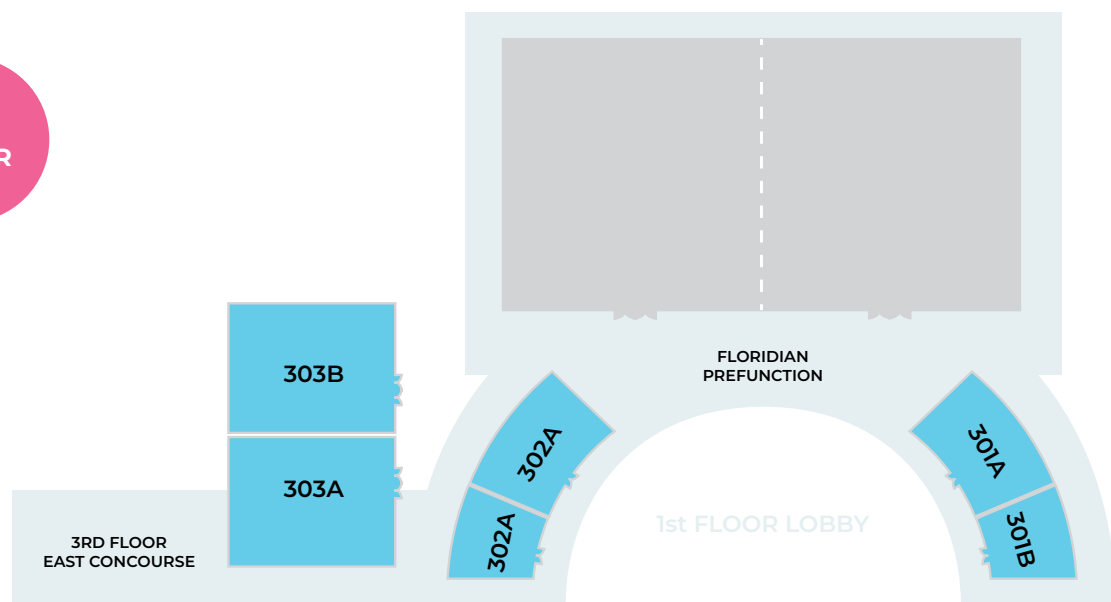 R
FLORIDIAN
PREFUNCTION
303B
302A
301A
303A
302A
301B
1st FLOOR LOBBY
3RD FLOOR
EAST CONCOURSE